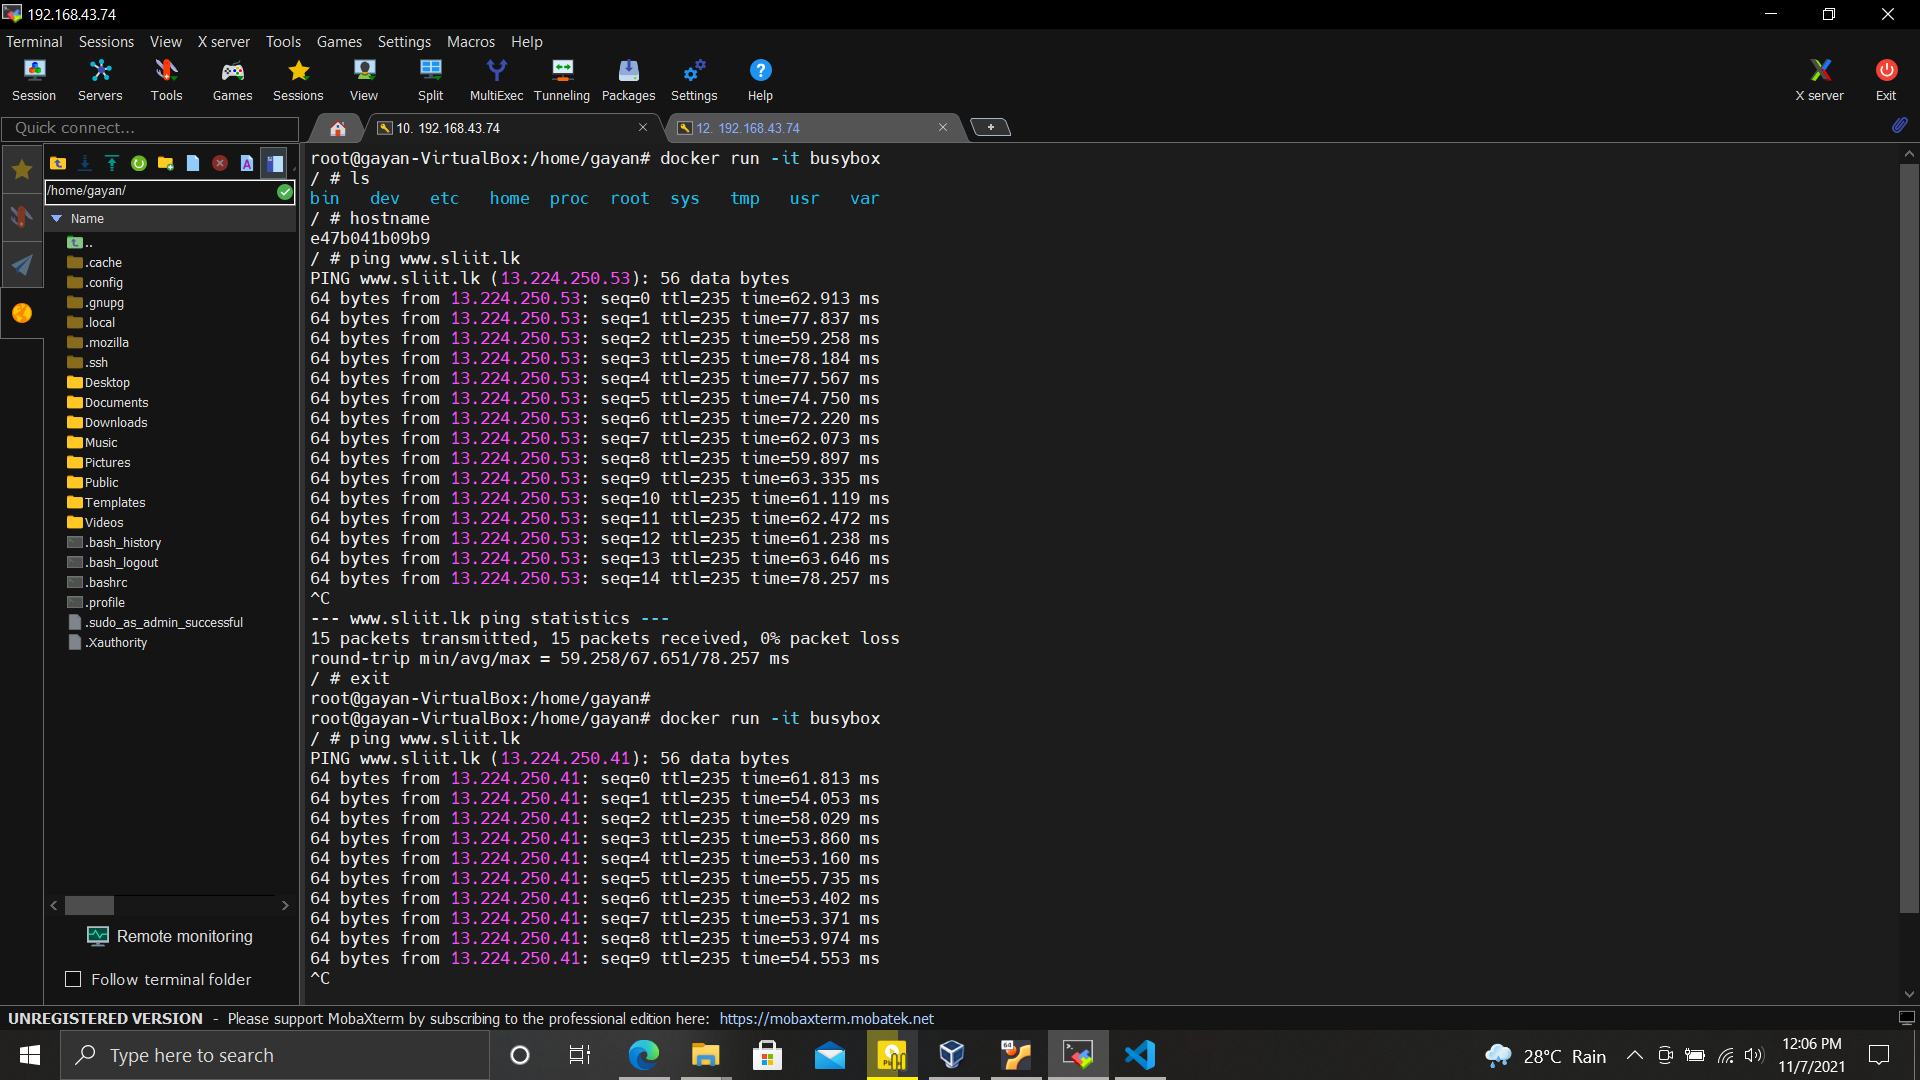 192.168.43.74
Terminal Sessions View X server Tools Games Settings Macros Help
Session Servers Tools Games Sessions View Split MultiExec Tunneling Packages Settings Help X server Exit
Quick connect...
10. 192.168.43.74
12. 192.168.43.74
/home/gayan/
Name
..
.cache
.config
.gnupg
.local
.mozilla
.ssh
Desktop
Documents
Downloads
Music
Pictures
Public
Templates
Videos
.bash_history
.bash_logout
.bashrc
.profile
.sudo_as_admin_successful
.Xauthority
Remote monitoring
Follow terminal folder
root@gayan-VirtualBox:/home/gayan# docker run -it busybox
/ # ls
bin dev etc home proc root sys tmp usr var
/ # hostname
e47b041b09b9
/ # ping www.sliit.lk
PING www.sliit.lk (13.224.250.53): 56 data bytes
64 bytes from 13.224.250.53: seq=0 ttl=235 time=62.913 ms
64 bytes from 13.224.250.53: seq=1 ttl=235 time=77.837 ms
64 bytes from 13.224.250.53: seq=2 ttl=235 time=59.258 ms
64 bytes from 13.224.250.53: seq=3 ttl=235 time=78.184 ms
64 bytes from 13.224.250.53: seq=4 ttl=235 time=77.567 ms
64 bytes from 13.224.250.53: seq=5 ttl=235 time=74.750 ms
64 bytes from 13.224.250.53: seq=6 ttl=235 time=72.220 ms
64 bytes from 13.224.250.53: seq=7 ttl=235 time=62.073 ms
64 bytes from 13.224.250.53: seq=8 ttl=235 time=59.897 ms
64 bytes from 13.224.250.53: seq=9 ttl=235 time=63.335 ms
64 bytes from 13.224.250.53: seq=10 ttl=235 time=61.119 ms
64 bytes from 13.224.250.53: seq=11 ttl=235 time=62.472 ms
64 bytes from 13.224.250.53: seq=12 ttl=235 time=61.238 ms
64 bytes from 13.224.250.53: seq=13 ttl=235 time=63.646 ms
64 bytes from 13.224.250.53: seq=14 ttl=235 time=78.257 ms
^C
--- www.sliit.lk ping statistics ---
15 packets transmitted, 15 packets received, 0% packet loss
round-trip min/avg/max = 59.258/67.651/78.257 ms
/ # exit
root@gayan-VirtualBox:/home/gayan#
root@gayan-VirtualBox:/home/gayan# docker run -it busybox
/ # ping www.sliit.lk
PING www.sliit.lk (13.224.250.41): 56 data bytes
64 bytes from 13.224.250.41: seq=0 ttl=235 time=61.813 ms
64 bytes from 13.224.250.41: seq=1 ttl=235 time=54.053 ms
64 bytes from 13.224.250.41: seq=2 ttl=235 time=58.029 ms
64 bytes from 13.224.250.41: seq=3 ttl=235 time=53.860 ms
64 bytes from 13.224.250.41: seq=4 ttl=235 time=53.160 ms
64 bytes from 13.224.250.41: seq=5 ttl=235 time=55.735 ms
64 bytes from 13.224.250.41: seq=6 ttl=235 time=53.402 ms
64 bytes from 13.224.250.41: seq=7 ttl=235 time=53.371 ms
64 bytes from 13.224.250.41: seq=8 ttl=235 time=53.974 ms
64 bytes from 13.224.250.41: seq=9 ttl=235 time=54.553 ms
^C
UNREGISTERED VERSION - Please support MobaXterm by subscribing to the professional edition here: https://mobaxterm.mobatek.net
Type here to search
28°C Rain
12:06 PM
11/7/2021